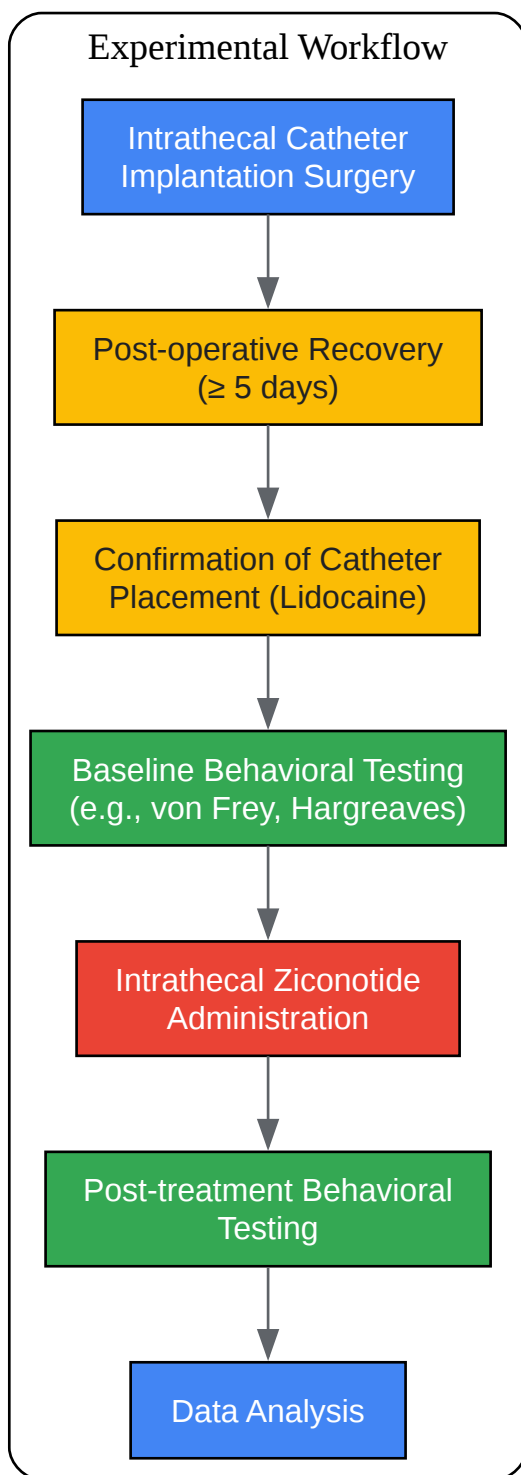 Experimental Workflow
Intrathecal Catheter
Implantation Surgery
Post-operative Recovery
(≥ 5 days)
Confirmation of Catheter
Placement (Lidocaine)
Baseline Behavioral Testing
(e.g., von Frey, Hargreaves)
Intrathecal Ziconotide
Administration
Post-treatment Behavioral
Testing
Data Analysis